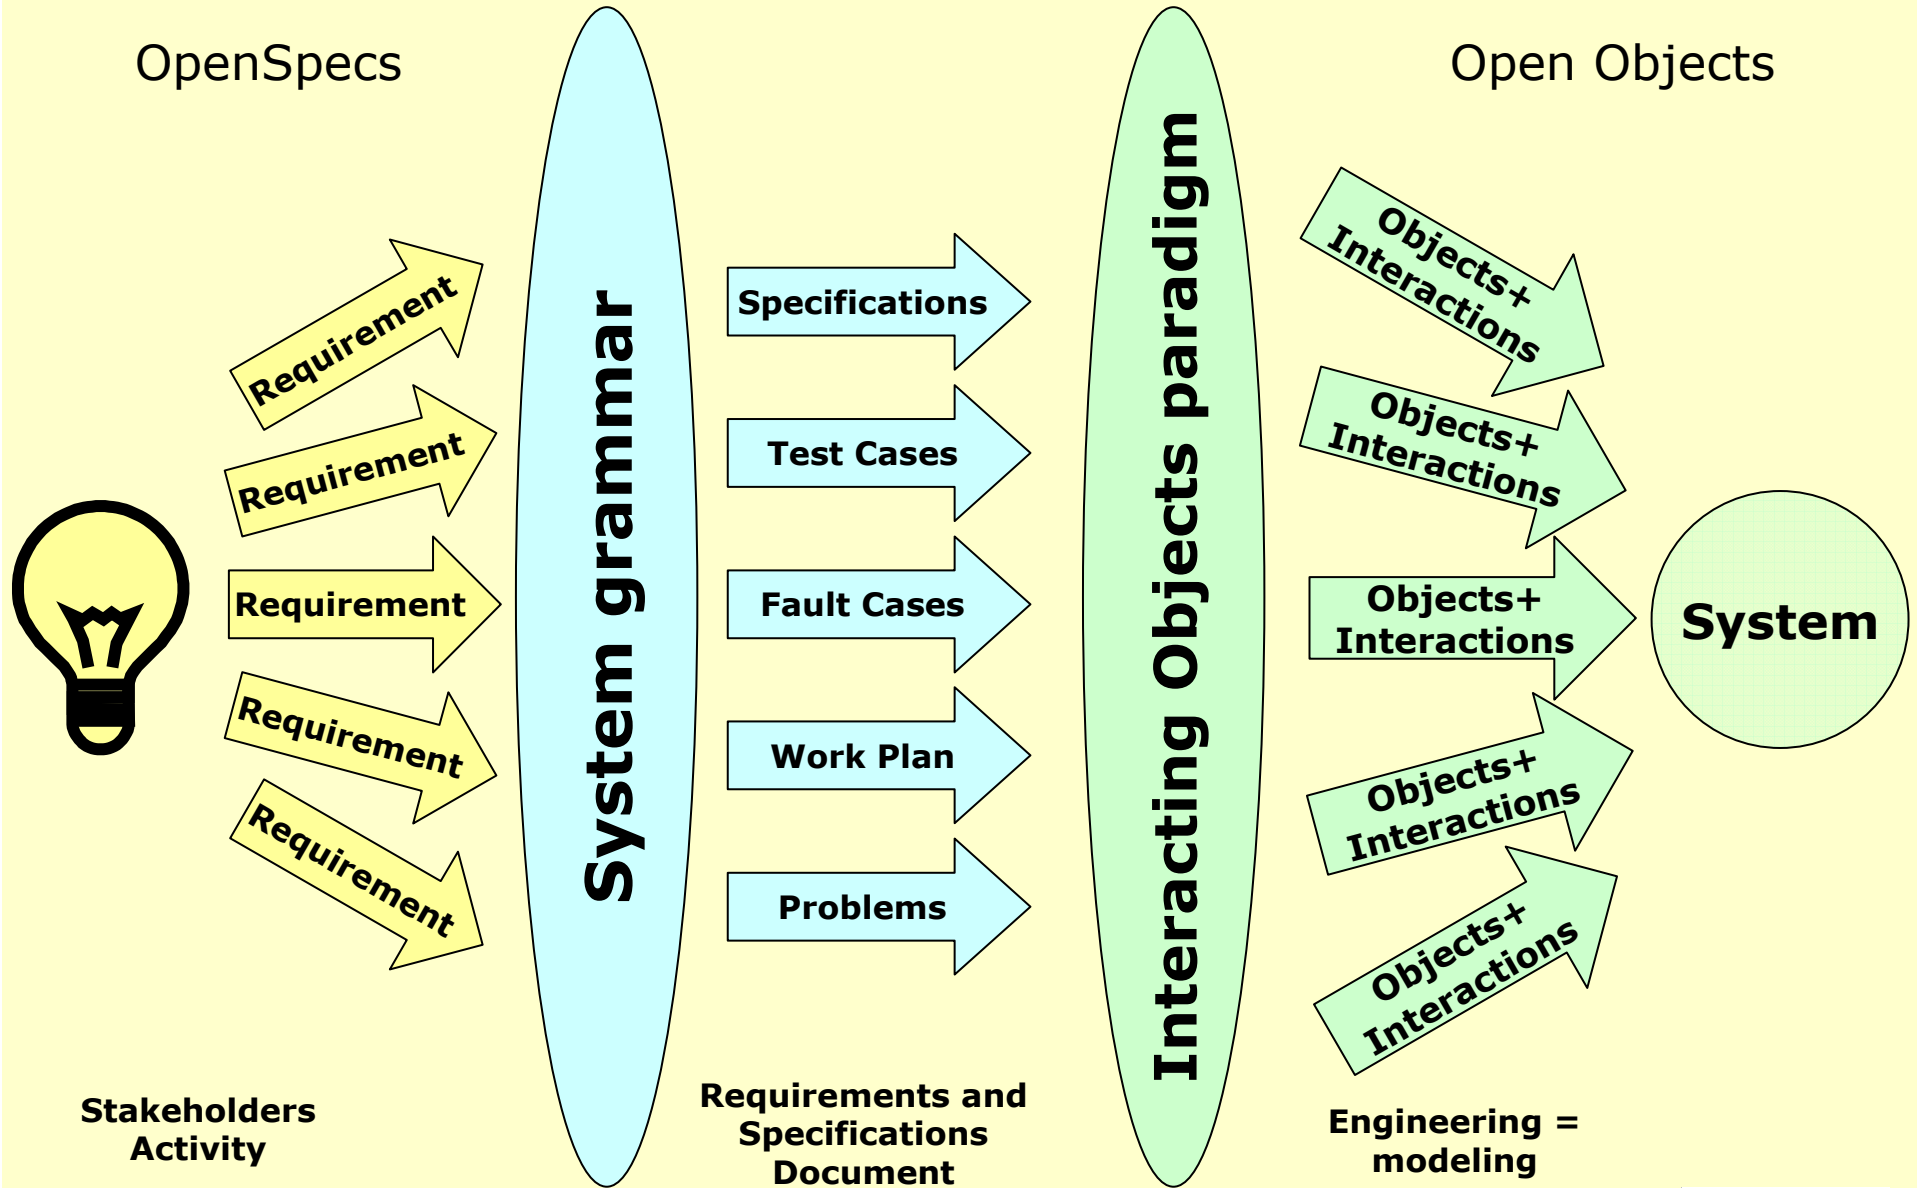 OpenSpecs
Open Objects
Requirement
Requirement
Requirement
Requirement
Requirement
System grammar
Specifications
Test Cases
Fault Cases
Work Plan
Problems
Interacting Objects paradigm
Objects+
Interactions
Objects+
Interactions
Objects+
Interactions
Objects+
Interactions
Objects+
Interactions
System
Stakeholders
Activity
Requirements and
Specifications
Document
Engineering =
modeling